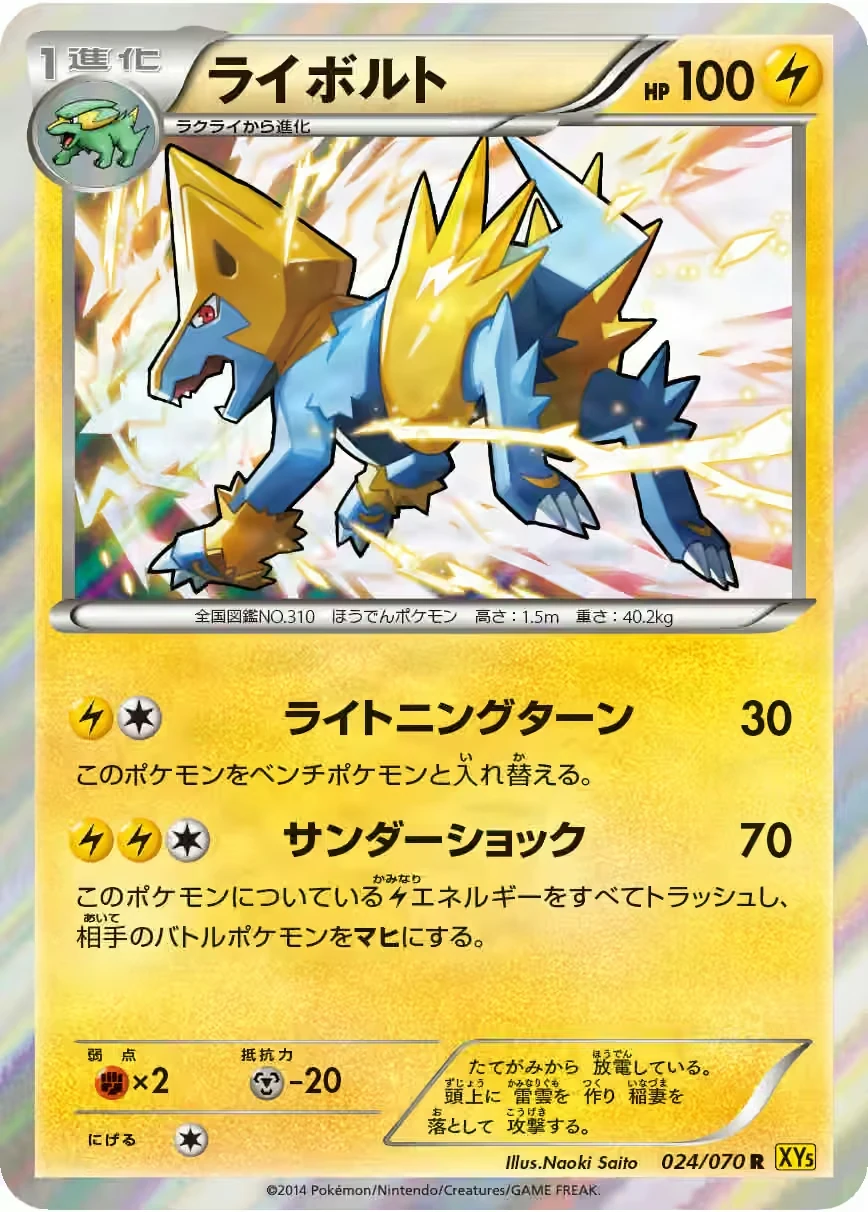 1進化
ライボルト
HP 100
ラクライから進化
全国図鑑NO.310 ほうでんポケモン 高さ:1.5m 重さ:40.2kg
ライトニングターン 30
このポケモンをベンチポケモンと入れ替える。
サンダーショック 70
このポケモンについているエネルギーをすべてトラッシュし、
相手のバトルポケモンをマヒにする。
弱点 抵抗力
×2 -20
にげる
たてがみから 放電している。
頭上に 雷雲を 作り 稲妻を
落として 攻撃する。
Illus.Naoki Saito 024/070 R XY5
©2014 Pokémon/Nintendo/Creatures/GAME FREAK.